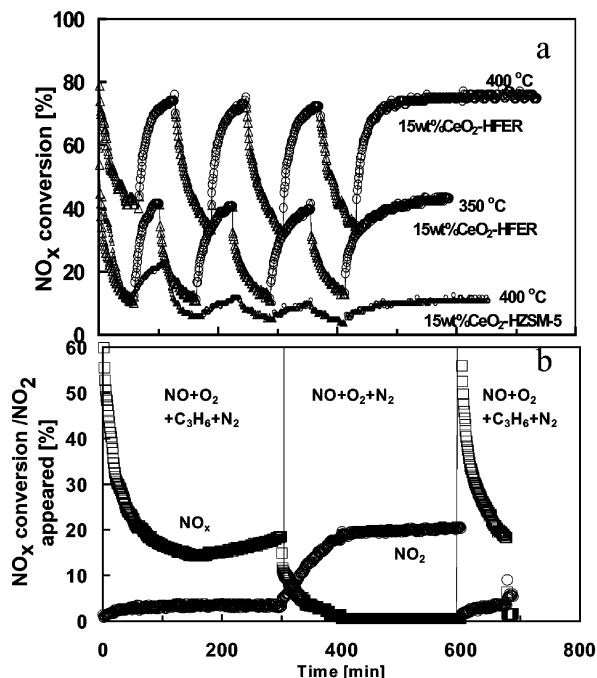 a
100
80
60
40
20
0
NOx conversion [%]
400 °C
15wt%CeO2-HFER
350 °C
15wt%CeO2-HFER
400 °C
15wt%CeO2-HZSM-5
b
60
50
40
30
20
10
0
NOx conversion /NO2
appeared [%]
NO+O2
+C3H6+N2
NO+O2+N2
NO+O2
+C3H6+N2
NOx
NO2
0
200
400
600
800
Time [min]